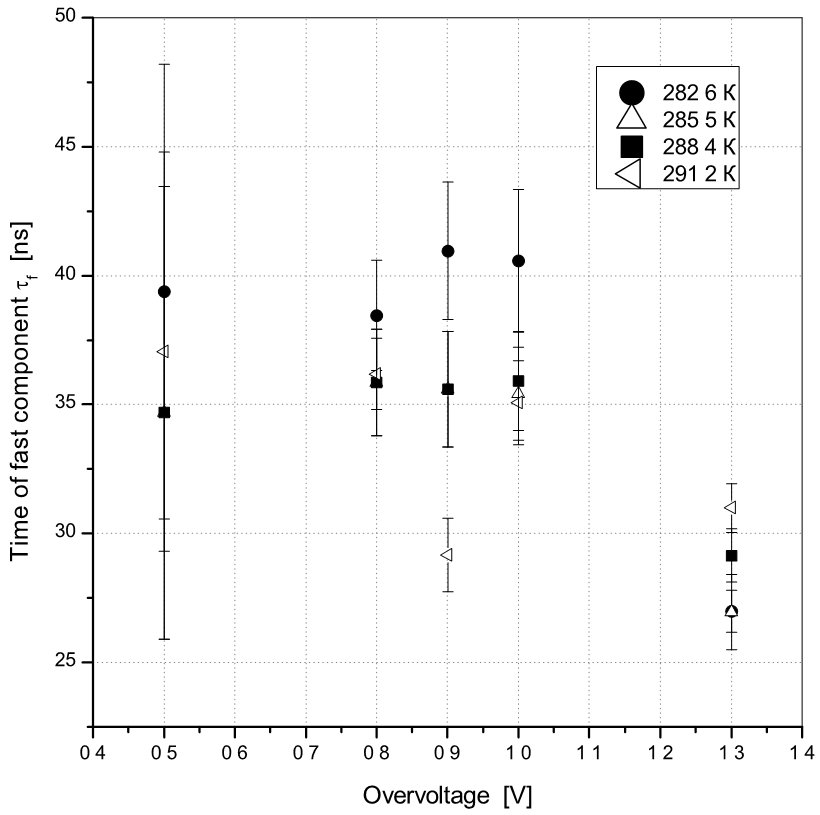 50
45
40
35
30
25
Time of fast component τf [ns]
282 6 K
285 5 K
288 4 K
291 2 K
0 4 0 5 0 6 0 7 0 8 0 9 1 0 1 1 1 2 1 3 1 4
Overvoltage [V]